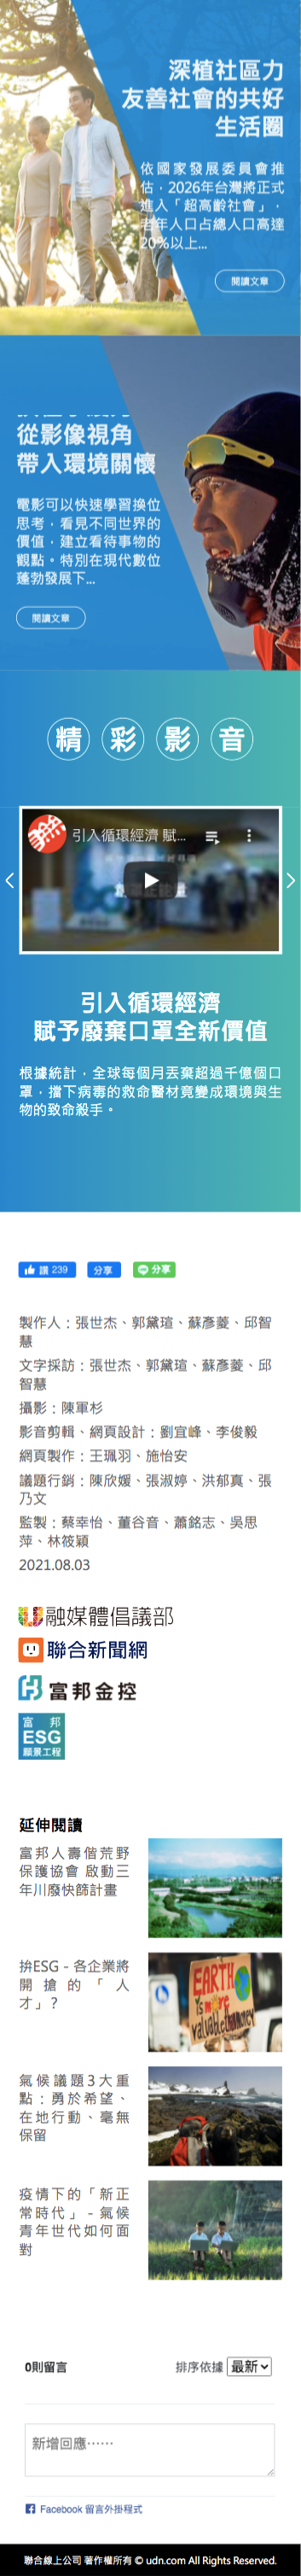 深植社區力
友善社會的共好
生活圈
依國家發展委員會推
估，2026年台灣將正式
進入「超高齡社會」，
老年人口占總人口高達
20%以上...
閱讀文章
從影像視角
帶入環境關懷
電影可以快速學習換位
思考，看見不同世界的
價值，建立看待事物的
觀點。特別在現代數位
蓬勃發展下...
閱讀文章
精彩影音
引入循環經濟 賦...
引入循環經濟
賦予廢棄口罩全新價值
根據統計，全球每個月丟棄超過千億個口
罩，擋下病毒的救命醫材竟變成環境與生
物的致命殺手。
讚 239 分享 分享
製作人：張世杰、郭黛瑄、蘇彥菱、邱智
慧
文字採訪：張世杰、郭黛瑄、蘇彥菱、邱
智慧
攝影：陳軍杉
影音剪輯、網頁設計：劉宜峰、李俊毅
網頁製作：王珮羽、施怡安
議題行銷：陳欣嬡、張淑婷、洪郁真、張
乃文
監製：蔡幸怡、董谷音、蕭銘志、吳思
萍、林筱穎
2021.08.03
融媒體倡議部
聯合新聞網
富邦金控
富邦
ESG
願景工程
延伸閱讀
富邦人壽偕荒野
保護協會 啟動三
年川廢快篩計畫
拚ESG - 各企業將
開搶的「人
才」？
EARTH
is more
valuable
money
氣候議題3大重
點：勇於希望、
在地行動、毫無
保留
疫情下的「新正
常時代」- 氣候
青年世代如何面
對
0則留言 排序依據 最新
新增回應……
Facebook 留言外掛程式
聯合線上公司 著作權所有 © udn.com All Rights Reserved.